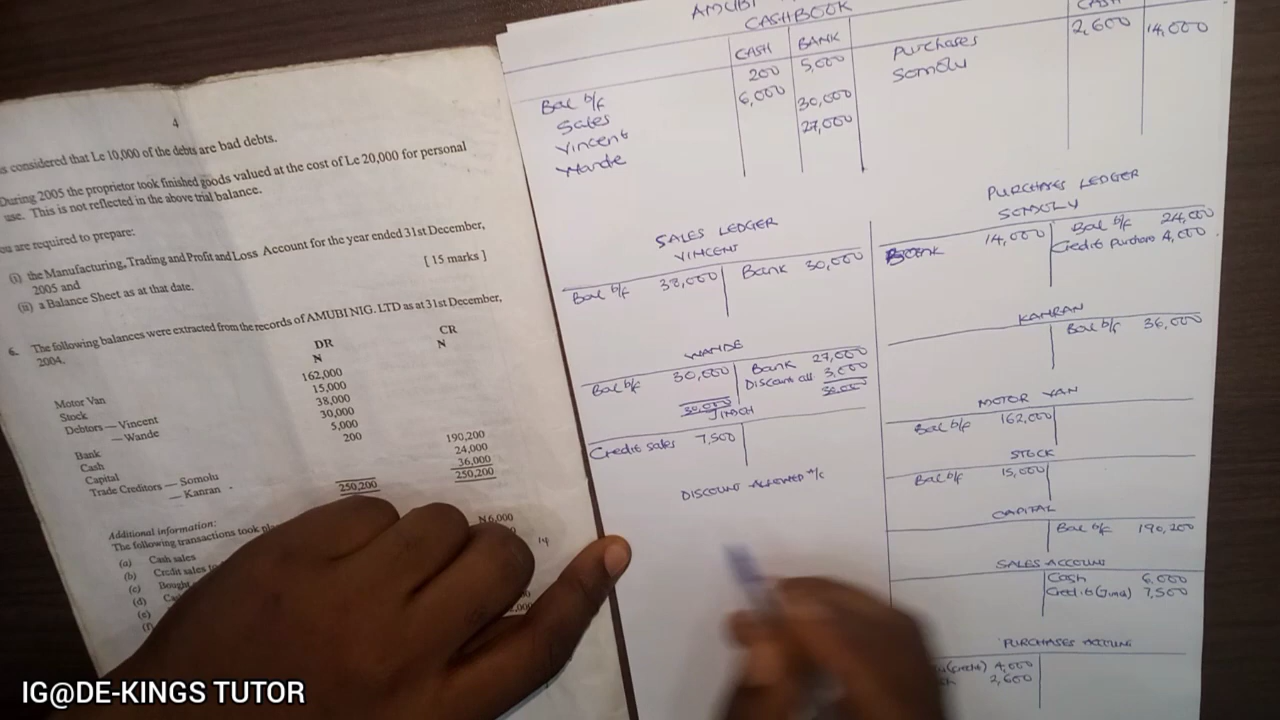 4
s considered that Le 10,000 of the debts are bad debts.
During 2005 the proprietor took finished goods valued at the cost of Le 20,000 for personal
use. This is not reflected in the above trial balance.
ou are required to prepare:
(i) the Manufacturing, Trading and Profit and Loss Account for the year ended 31st December,
2005 and [ 15 marks ]
(ii) a Balance Sheet as at that date.
6. The following balances were extracted from the records of AMUBI NIG. LTD as at 31st December,
2004.
DR CR
N N
Motor Van 162,000
Stock 15,000
Debtors — Vincent 38,000
— Wande 30,000
Bank 5,000
Cash 200
Capital 190,200
Trade Creditors — Somolu 24,000
— Kanran 36,000
250,200 250,200
Additional information:
The following transactions took pla
(a) Cash sales N6,000
(b) Credit sales to
(c) Bought
(d) Ca
(e)
(f)
14
AMUBI
CASHBOOK
CASH BANK CASH
Bal b/f 200 5,000 Purchases 2,600
Sales 6,000 Somolu 14,000
Vincent 30,000
Wande 27,000
SALES LEDGER
VINCENT
Bal b/f 38,000 Bank 30,000
WANDE
Bal b/f 30,000 Bank 27,000
Discount all. 3,000
30,000 30,000
JIMOH
Credit sales 7,500
DISCOUNT ALLOWED A/C
PURCHASES LEDGER
SOMOLU
Bank 14,000 Bal b/f 24,000
Credit Purchase 4,000
KANRAN
Bal b/f 36,000
MOTOR VAN
Bal b/f 162,000
STOCK
Bal b/f 15,000
CAPITAL
Bal b/f 190,200
SALES ACCOUNT
Cash 6,000
Credit (Jimoh) 7,500
PURCHASES ACCOUNT
(credit) 4,000
2,600
IG@DE-KINGS TUTOR